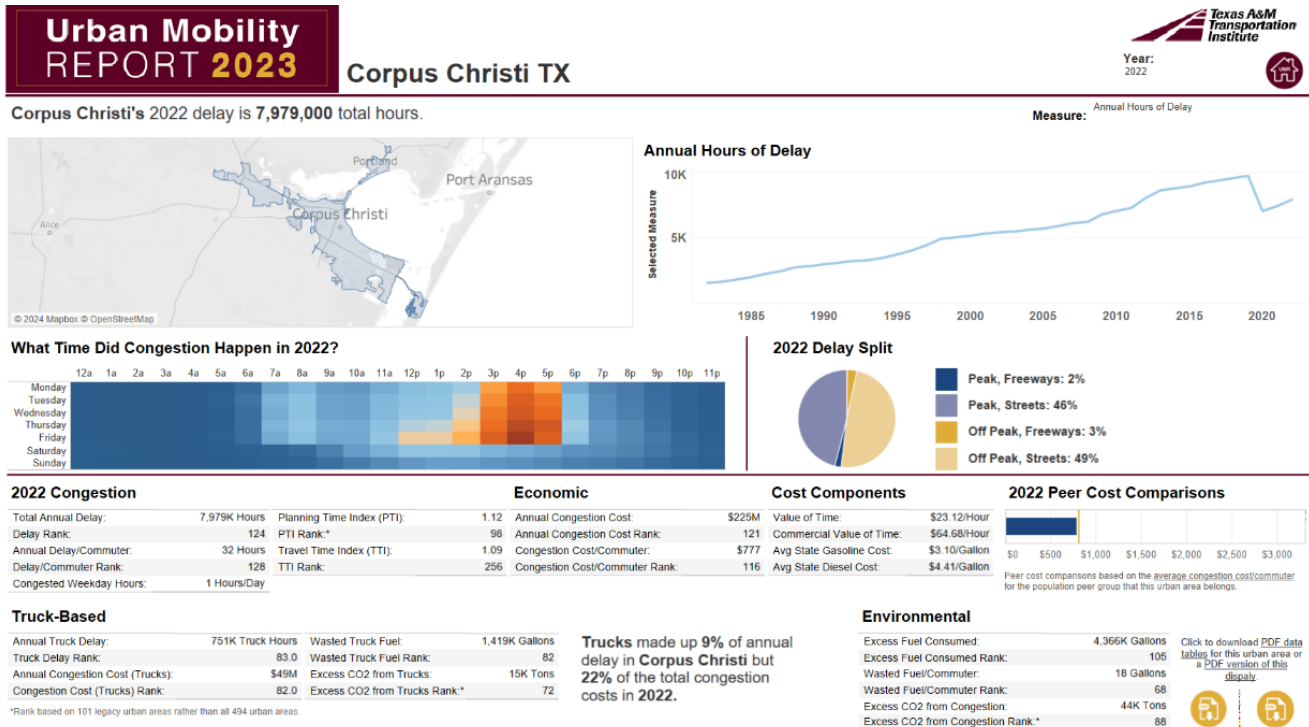 Urban Mobility
REPORT 2023
Corpus Christi TX
Texas A&M
Transportation
Institute
Year:
2022
UMR
Corpus Christi's 2022 delay is 7,979,000 total hours.
Measure: Annual Hours of Delay
Portland
Port Aransas
Corpus Christi
Alice
© 2024 Mapbox © OpenStreetMap
Annual Hours of Delay
Selected Measure
10K
5K
1985 1990 1995 2000 2005 2010 2015 2020
What Time Did Congestion Happen in 2022?
12a 1a 2a 3a 4a 5a 6a 7a 8a 9a 10a 11a 12p 1p 2p 3p 4p 5p 6p 7p 8p 9p 10p 11p
Monday
Tuesday
Wednesday
Thursday
Friday
Saturday
Sunday
2022 Delay Split
Peak, Freeways: 2%
Peak, Streets: 46%
Off Peak, Freeways: 3%
Off Peak, Streets: 49%
2022 Congestion
Total Annual Delay: 7,979K Hours
Delay Rank: 124
Annual Delay/Commuter: 32 Hours
Delay/Commuter Rank: 128
Congested Weekday Hours: 1 Hours/Day
Planning Time Index (PTI): 1.12
PTI Rank:* 98
Travel Time Index (TTI): 1.09
TTI Rank: 256
Economic
Annual Congestion Cost: $225M
Annual Congestion Cost Rank: 121
Congestion Cost/Commuter: $777
Congestion Cost/Commuter Rank: 116
Cost Components
Value of Time: $23.12/Hour
Commercial Value of Time: $64.68/Hour
Avg State Gasoline Cost: $3.10/Gallon
Avg State Diesel Cost: $4.41/Gallon
2022 Peer Cost Comparisons
$0 $500 $1,000 $1,500 $2,000 $2,500 $3,000
Peer cost comparisons based on the average congestion cost/commuter
for the population peer group that this urban area belongs.
Truck-Based
Annual Truck Delay: 751K Truck Hours
Truck Delay Rank: 83.0
Annual Congestion Cost (Trucks): $49M
Congestion Cost (Trucks) Rank: 82.0
Wasted Truck Fuel: 1,419K Gallons
Wasted Truck Fuel Rank: 82
Excess CO2 from Trucks: 15K Tons
Excess CO2 from Trucks Rank:* 72
*Rank based on 101 legacy urban areas rather than all 494 urban areas.
Trucks made up 9% of annual
delay in Corpus Christi but
22% of the total congestion
costs in 2022.
Environmental
Excess Fuel Consumed: 4,366K Gallons
Excess Fuel Consumed Rank: 105
Wasted Fuel/Commuter: 18 Gallons
Wasted Fuel/Commuter Rank: 68
Excess CO2 from Congestion: 44K Tons
Excess CO2 from Congestion Rank:* 88
Click to download PDF data
tables for this urban area or
a PDF version of this
dispaly.